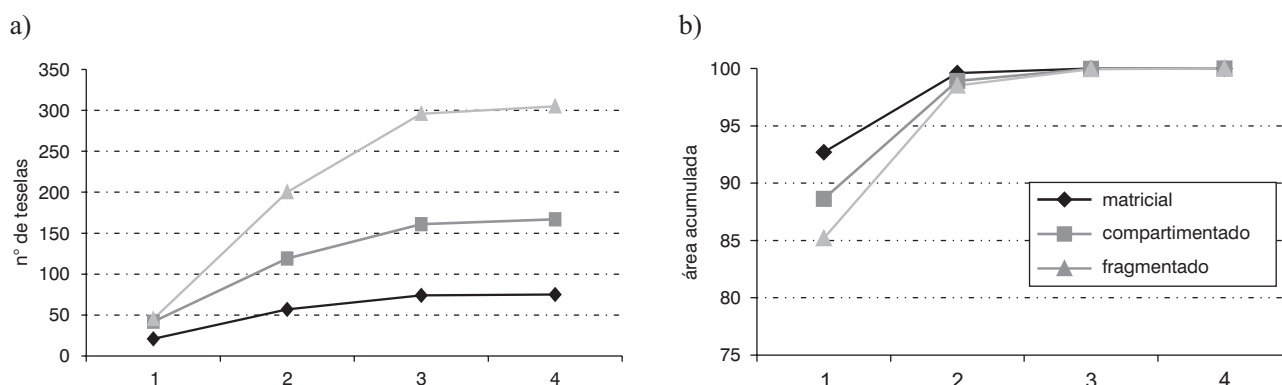 a)
350
300
250
200
150
100
50
0
n° de teselas
1 2 3 4
b)
100
95
90
85
80
75
área acumulada
matricial
compartimentado
fragmentado
1 2 3 4